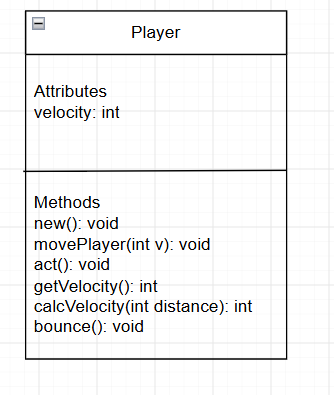 Player
Attributes
velocity: int
Methods
new(): void
movePlayer(int v): void
act(): void
getVelocity(): int
calcVelocity(int distance): int
bounce(): void